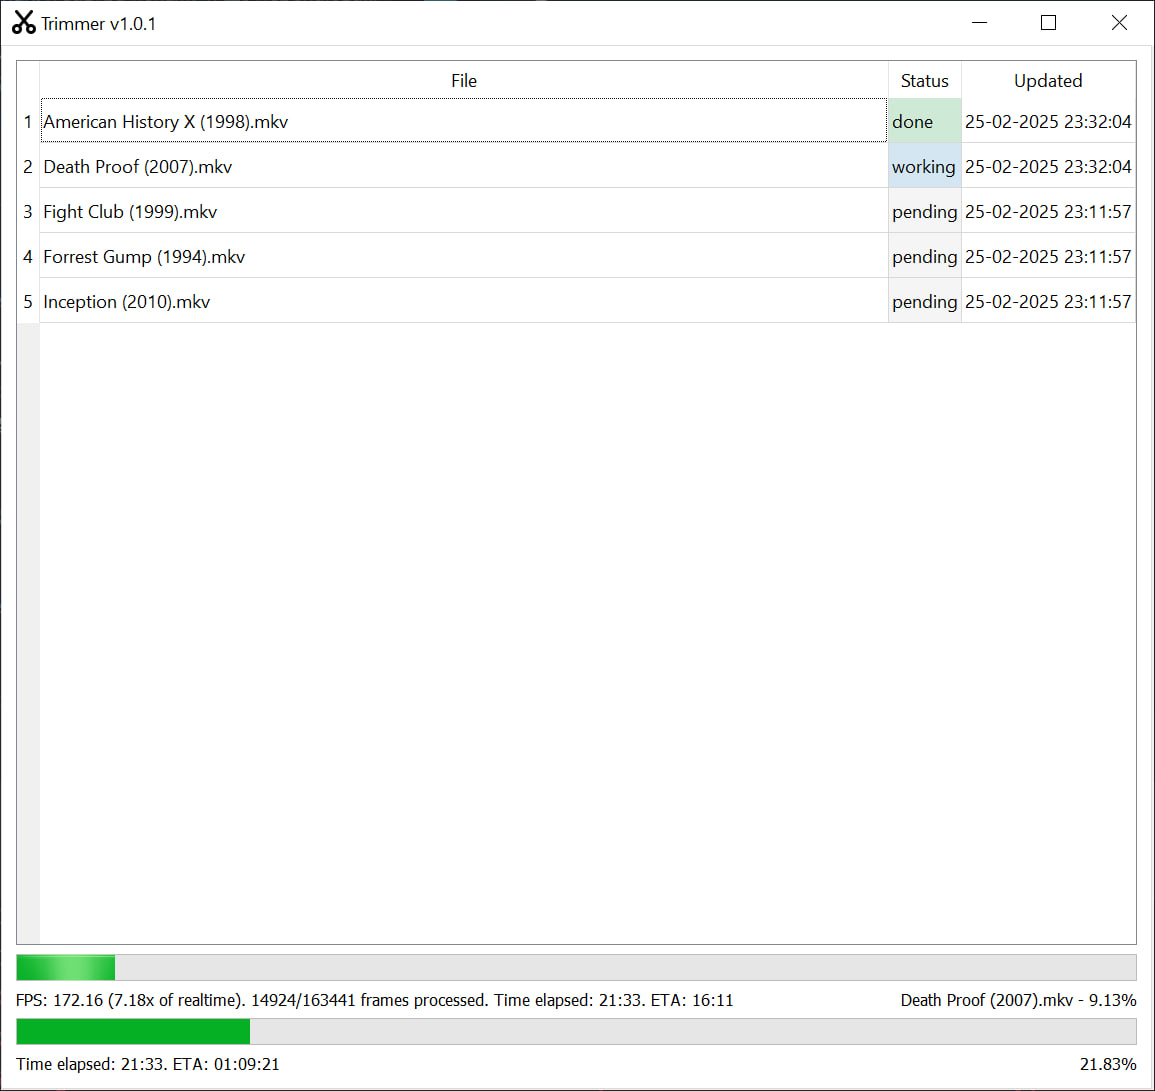 Trimmer v1.0.1
File Status Updated
1 American History X (1998).mkv done 25-02-2025 23:32:04
2 Death Proof (2007).mkv working 25-02-2025 23:32:04
3 Fight Club (1999).mkv pending 25-02-2025 23:11:57
4 Forrest Gump (1994).mkv pending 25-02-2025 23:11:57
5 Inception (2010).mkv pending 25-02-2025 23:11:57
FPS: 172.16 (7.18x of realtime). 14924/163441 frames processed. Time elapsed: 21:33. ETA: 16:11 Death Proof (2007).mkv - 9.13%
Time elapsed: 21:33. ETA: 01:09:21 21.83%